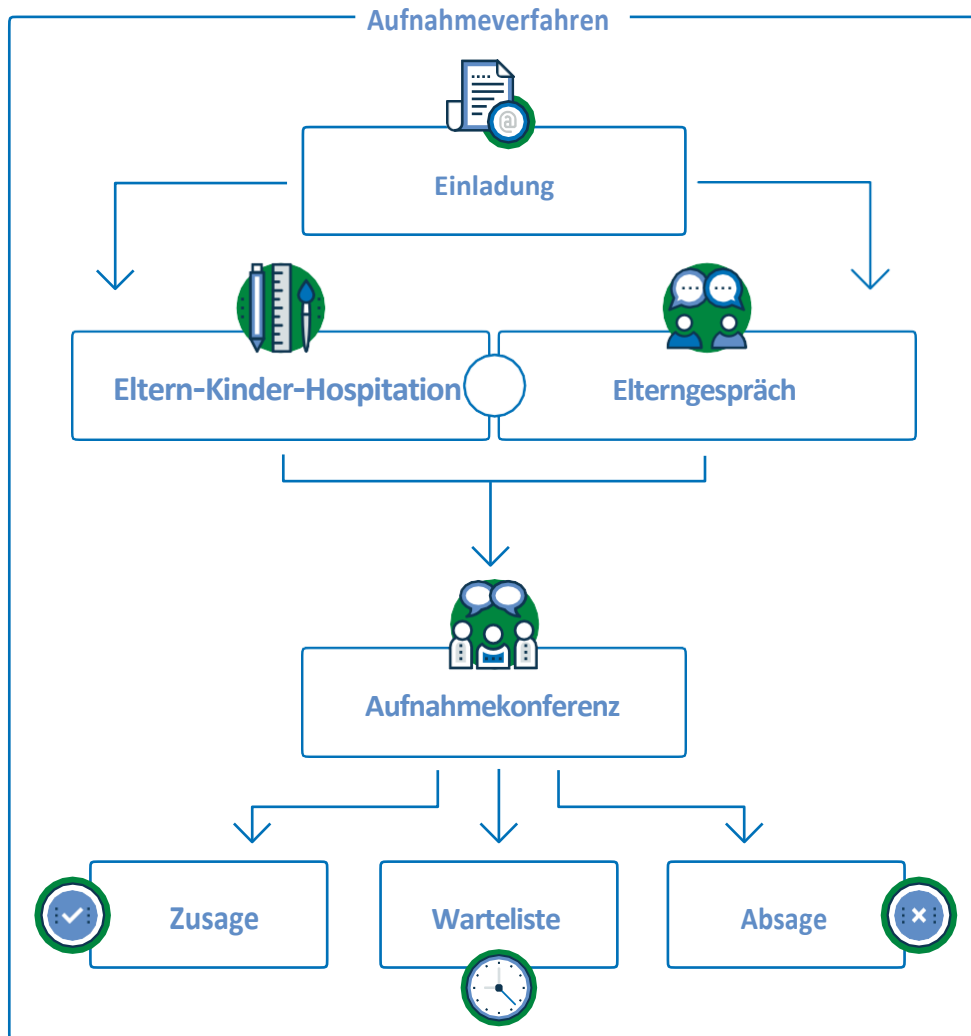 Aufnahmeverfahren
@
Einladung
Eltern-Kinder-Hospitation
Elterngespräch
Aufnahmekonferenz
Zusage
Warteliste
Absage